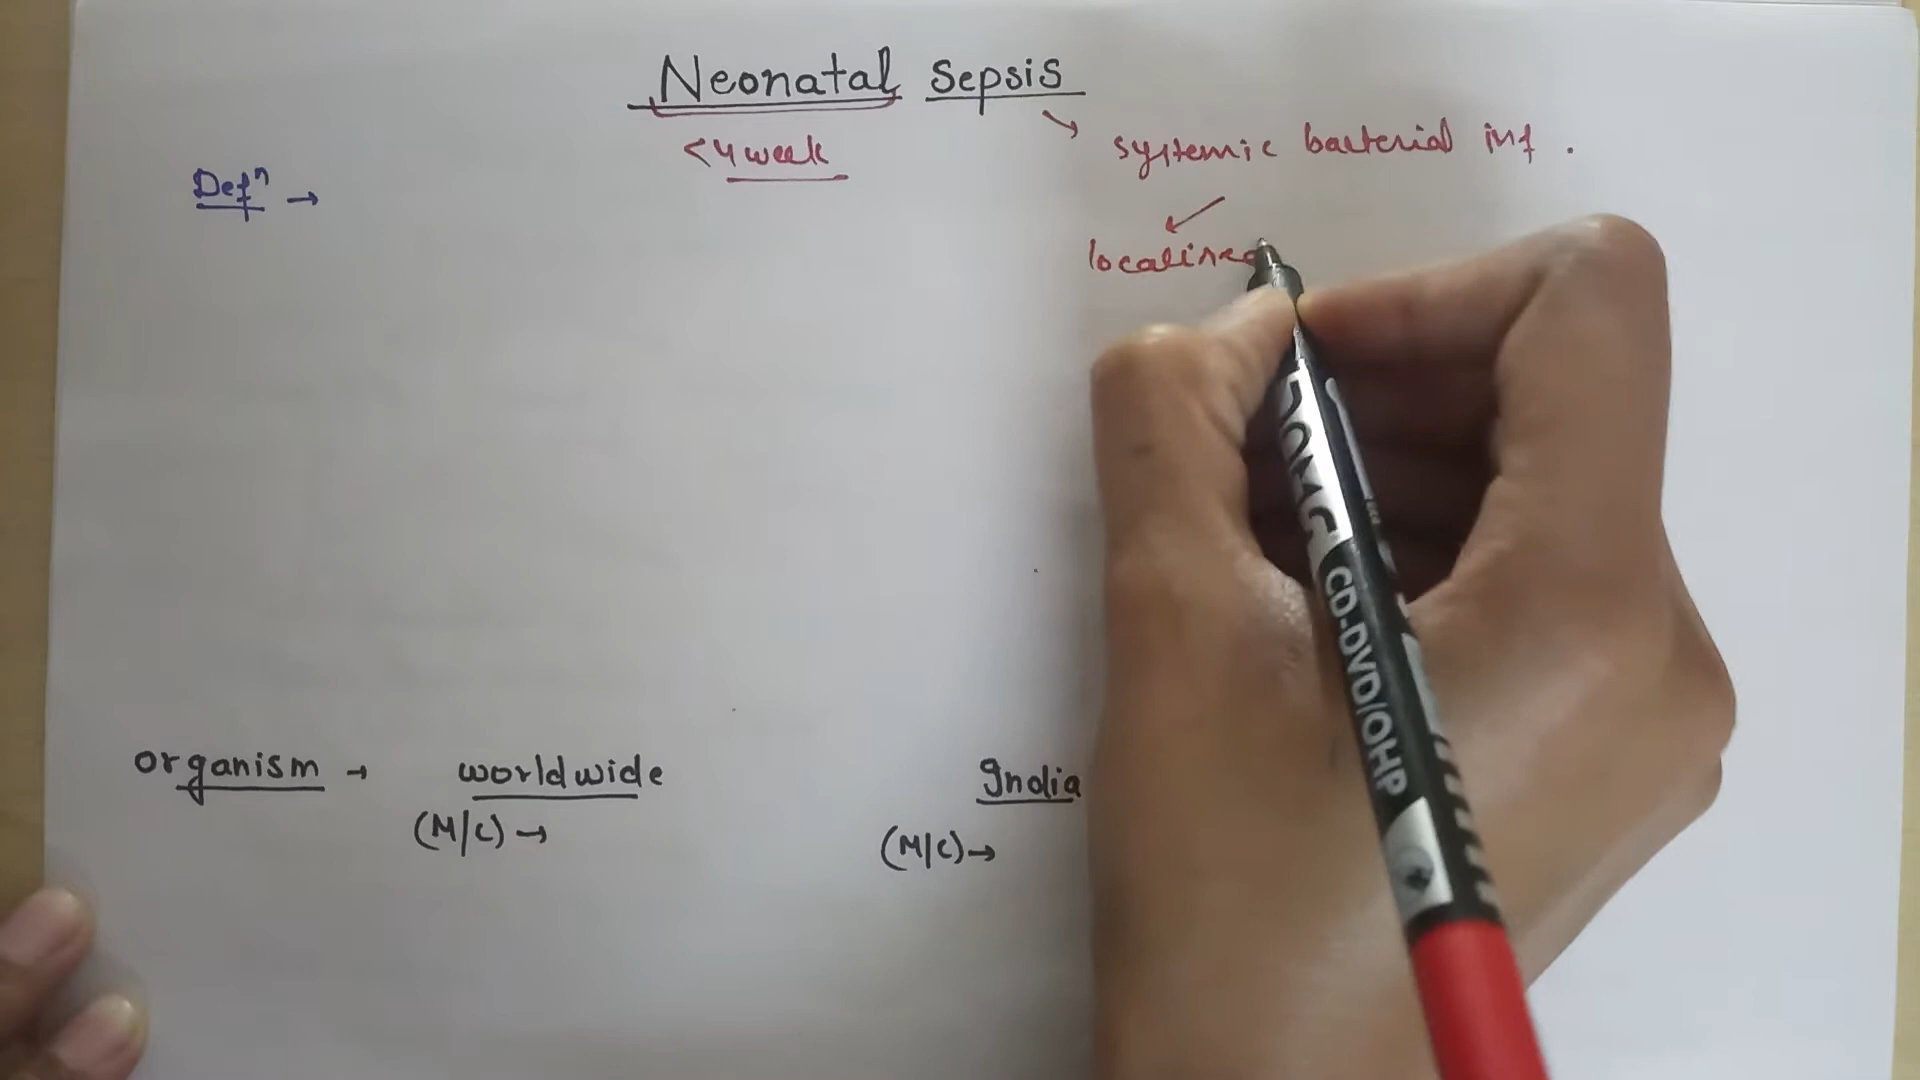 Neonatal Sepsis
<4 week
systemic bacterial inf.
Defⁿ →
localized
organism → worldwide India
(M/C) → (M/C) →
CD-DVD/OHP